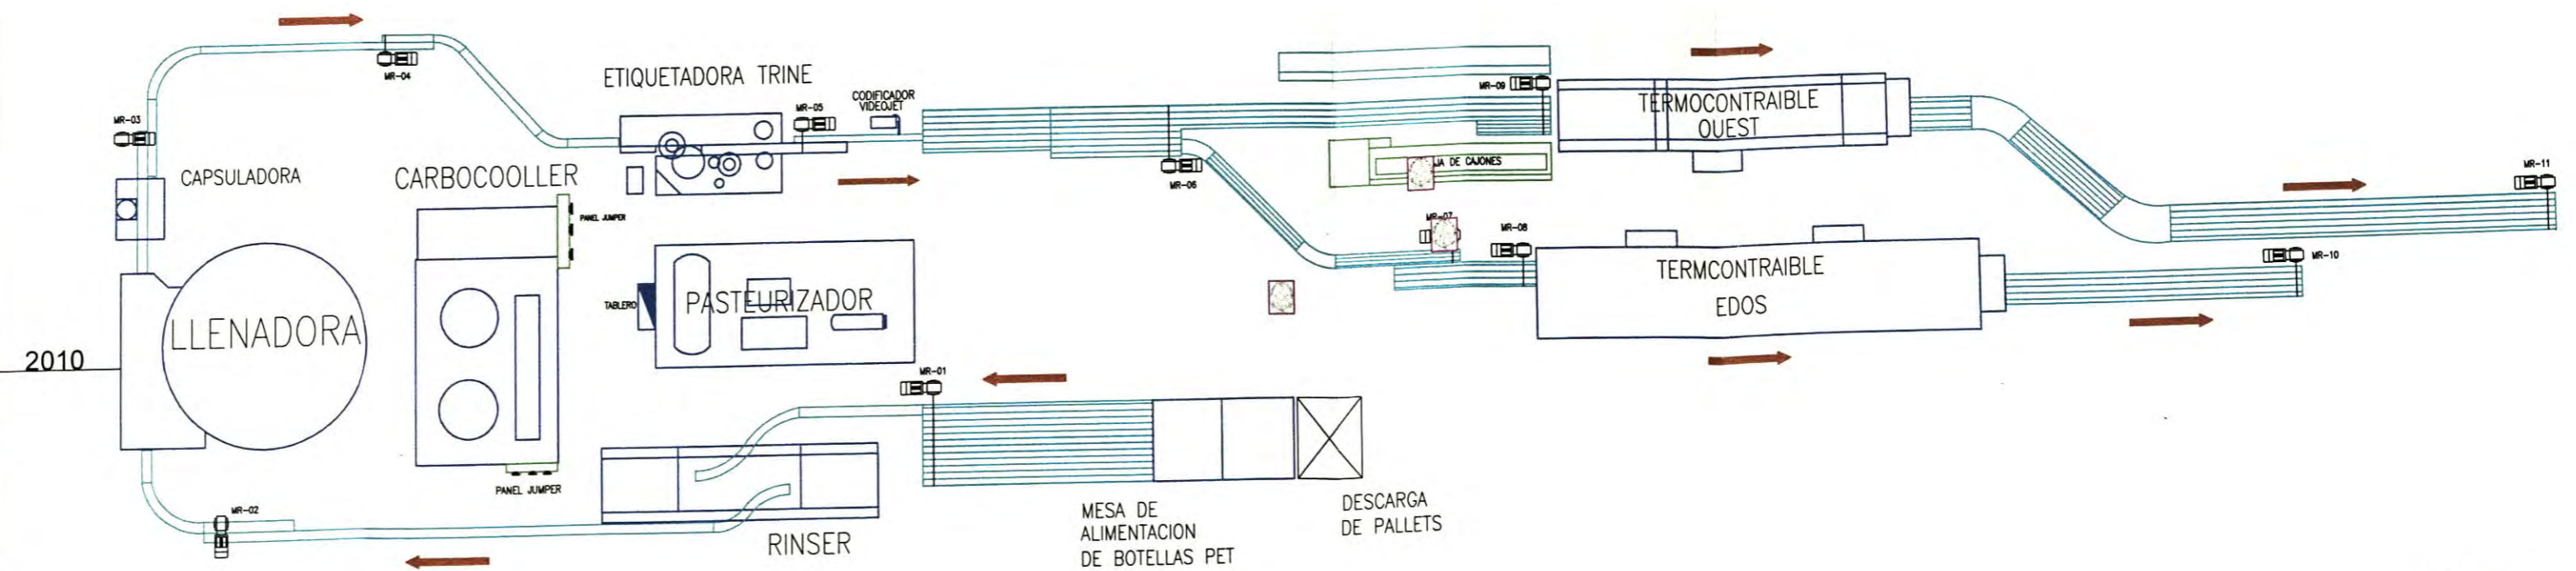 MR-04
ETIQUETADORA TRINE
MR-05
CODIFICADOR
VIDEOJET
MR-09
TERMOCONTRAIBLE
OUEST
MR-03
CAPSULADORA
CARBOCOOLLER
PANEL JUMPER
MR-06
JA DE CAJONES
MR-11
MR-07
MR-08
MR-10
TERMCONTRAIBLE
EDOS
TABLERO
PASTEURIZADOR
LLENADORA
2010
MR-01
PANEL JUMPER
MR-02
RINSER
MESA DE
ALIMENTACION
DE BOTELLAS PET
DESCARGA
DE PALLETS